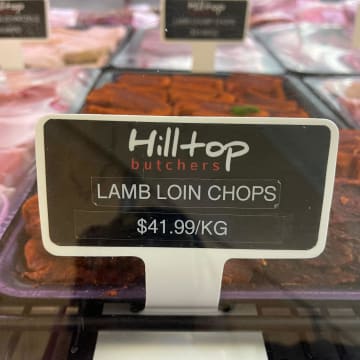 Hilltop
butchers
LAMB LOIN CHOPS
$41.99/KG